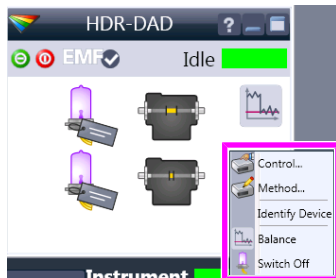 HDR-DAD ?
EMF Idle
Control...
Method...
Identify Device
Balance
Switch Off
Instrument